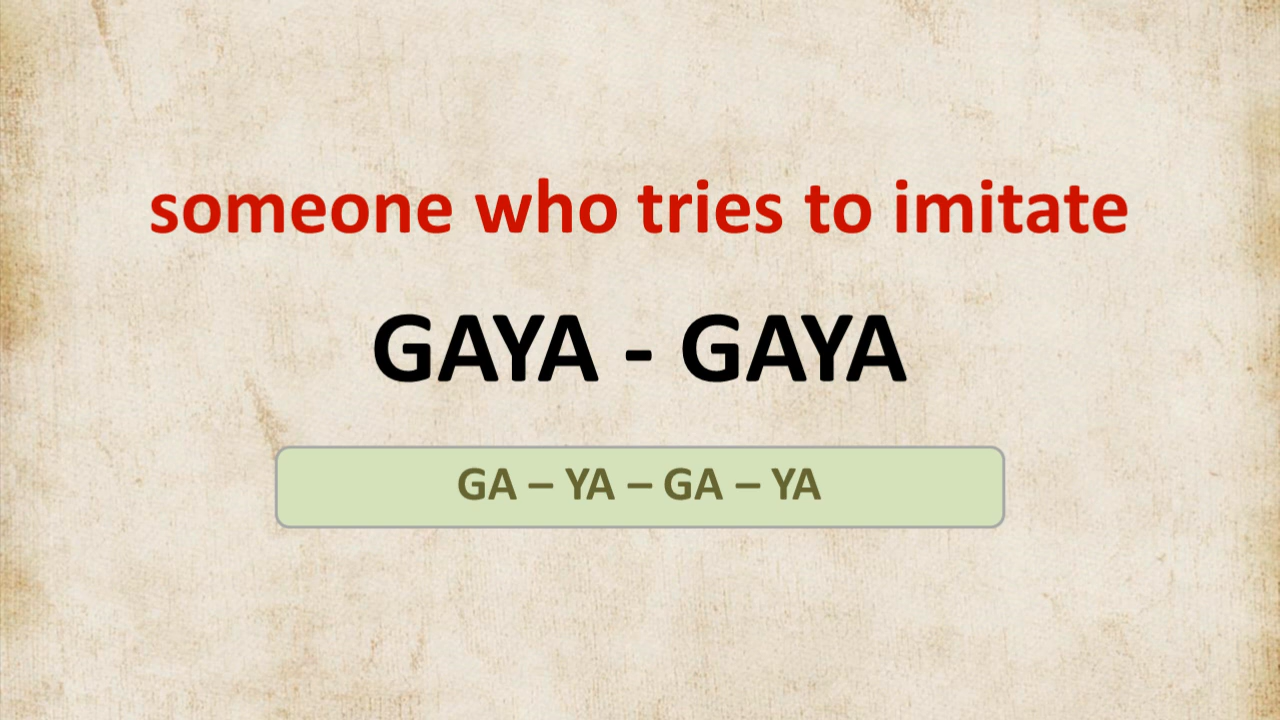 someone who tries to imitate
GAYA - GAYA
GA – YA – GA – YA